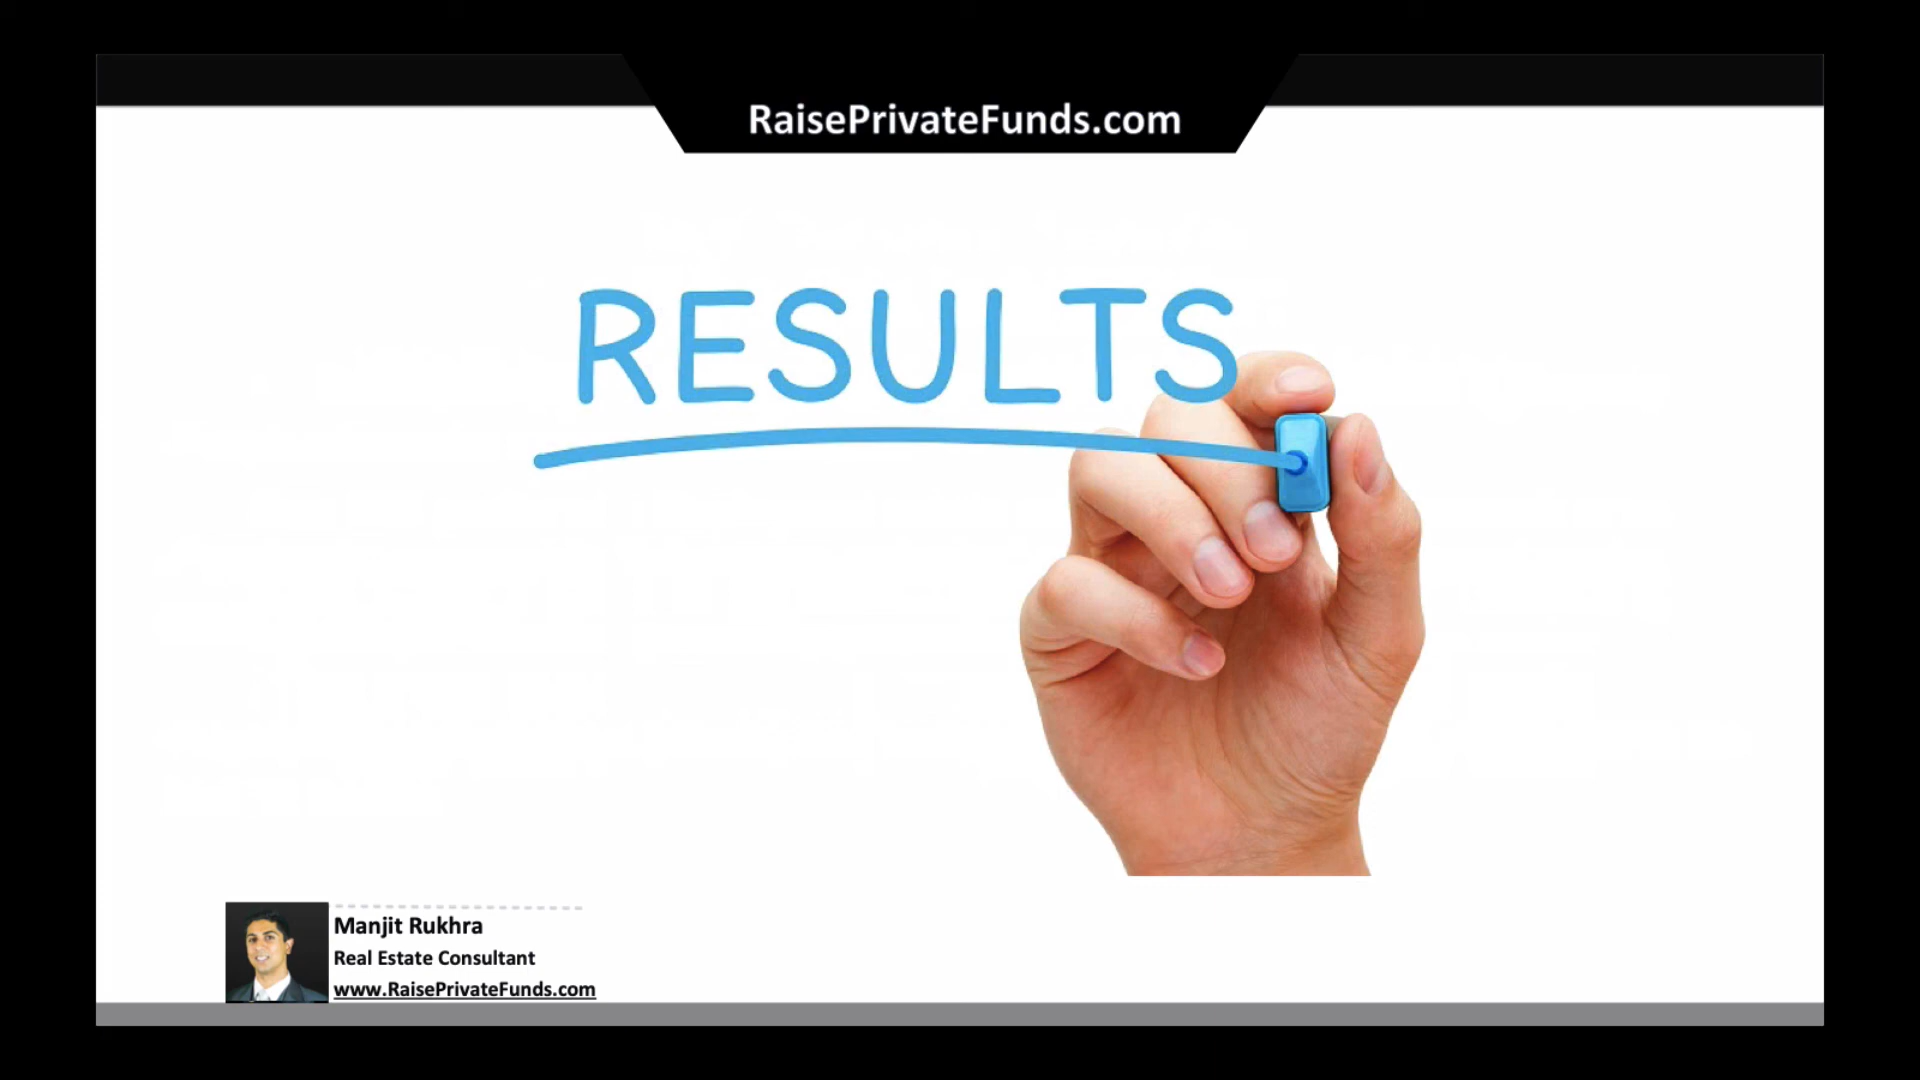 RaisePrivateFunds.com
RESULTS
Manjit Rukhra
Real Estate Consultant
www.RaisePrivateFunds.com